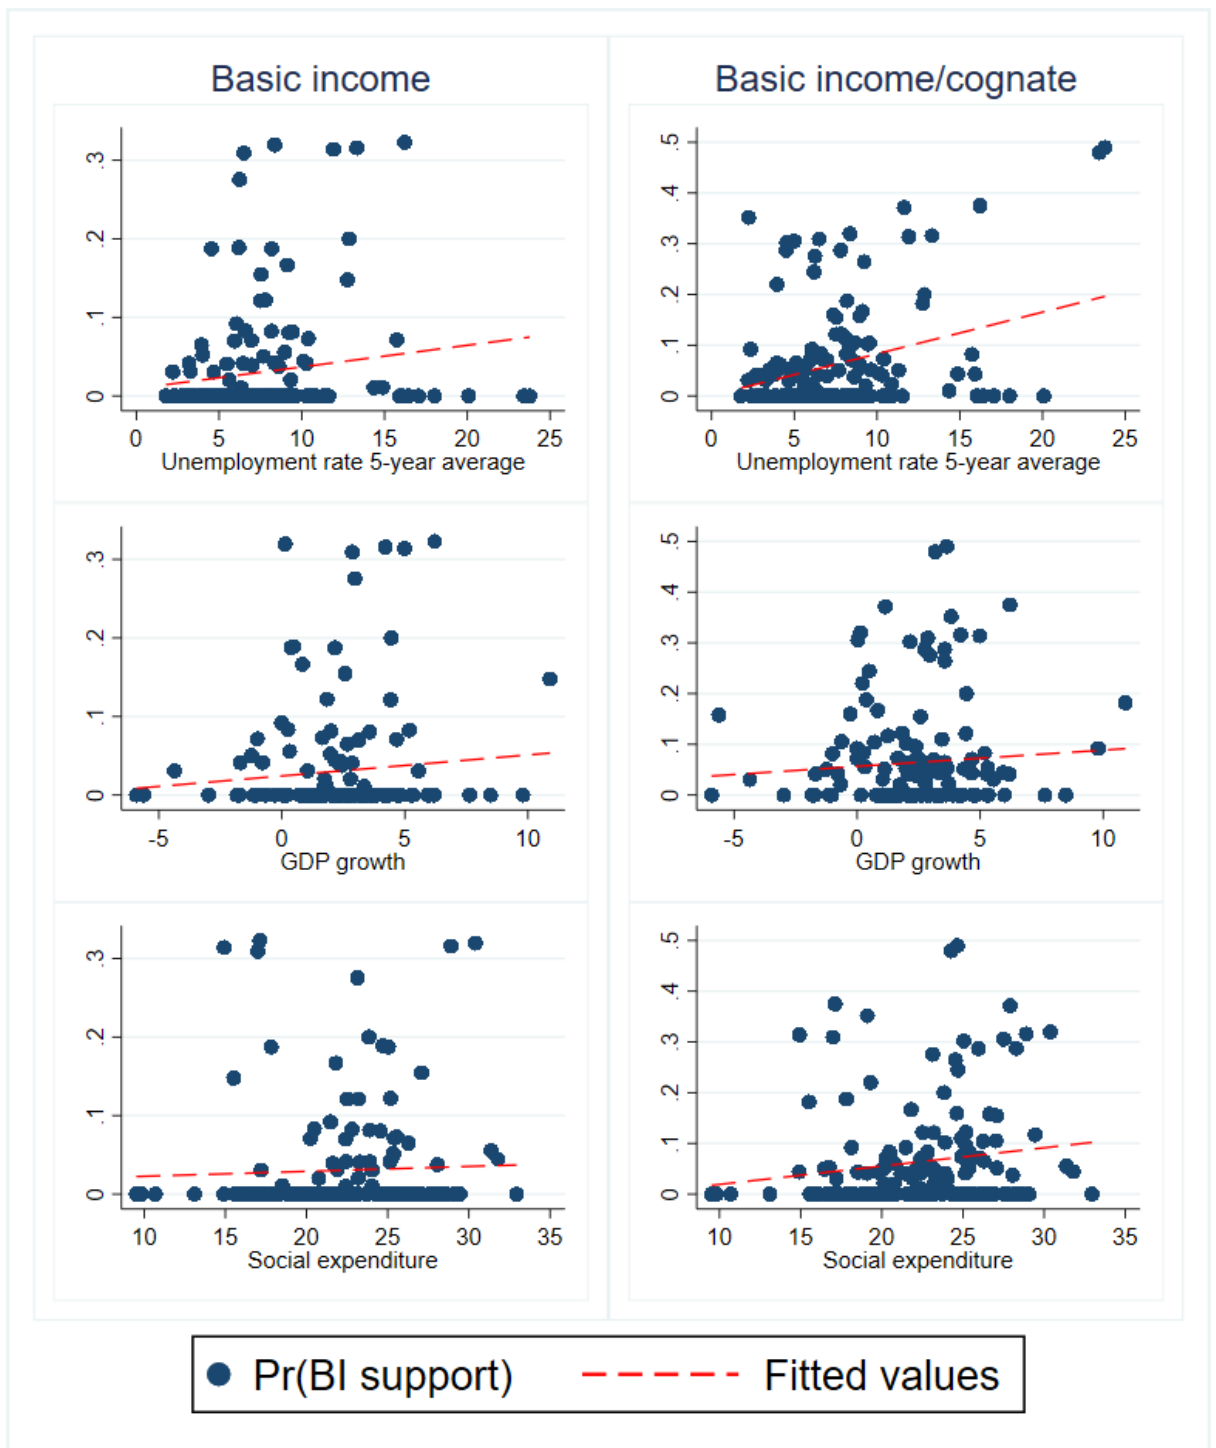 Basic income
Basic income/cognate
.3
.2
.1
0
0 5 10 15 20 25
Unemployment rate 5-year average
.5
.4
.3
.2
.1
0
0 5 10 15 20 25
Unemployment rate 5-year average
.3
.2
.1
0
-5 0 5 10
GDP growth
.5
.4
.3
.2
.1
0
-5 0 5 10
GDP growth
.3
.2
.1
0
10 15 20 25 30 35
Social expenditure
.5
.4
.3
.2
.1
0
10 15 20 25 30 35
Social expenditure
Pr(BI support) Fitted values